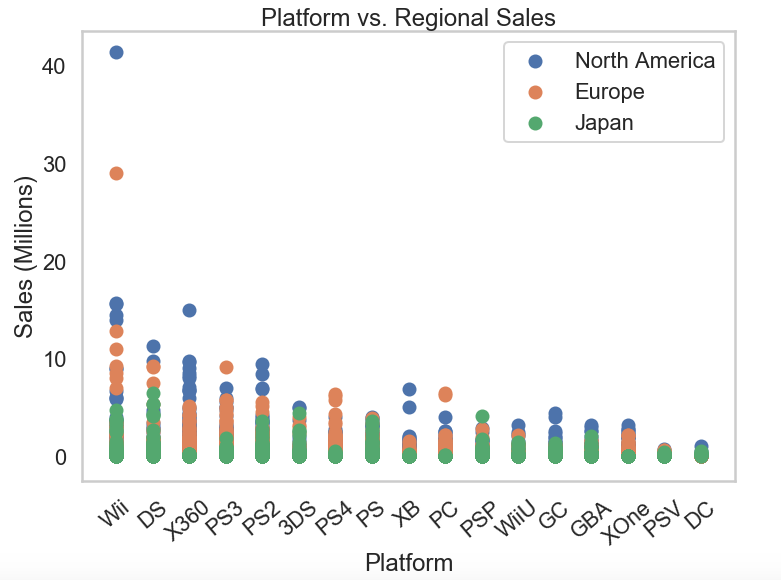 Platform vs. Regional Sales
North America
Europe
Japan
Sales (Millions)
40
30
20
10
0
Wii
DS
X360
PS3
PS2
3DS
PS4
PS
XB
PC
PSP
WiiU
GC
GBA
XOne
PSV
DC
Platform